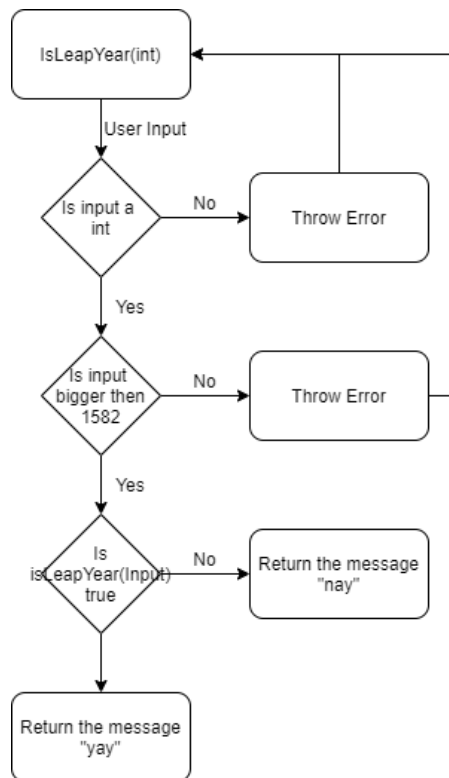 IsLeapYear(int)
User Input
Is input a
int
No
Throw Error
Yes
Is input
bigger then
1582
No
Throw Error
Yes
Is
isLeapYear(Input)
true
No
Return the message
"nay"
Return the message
"yay"